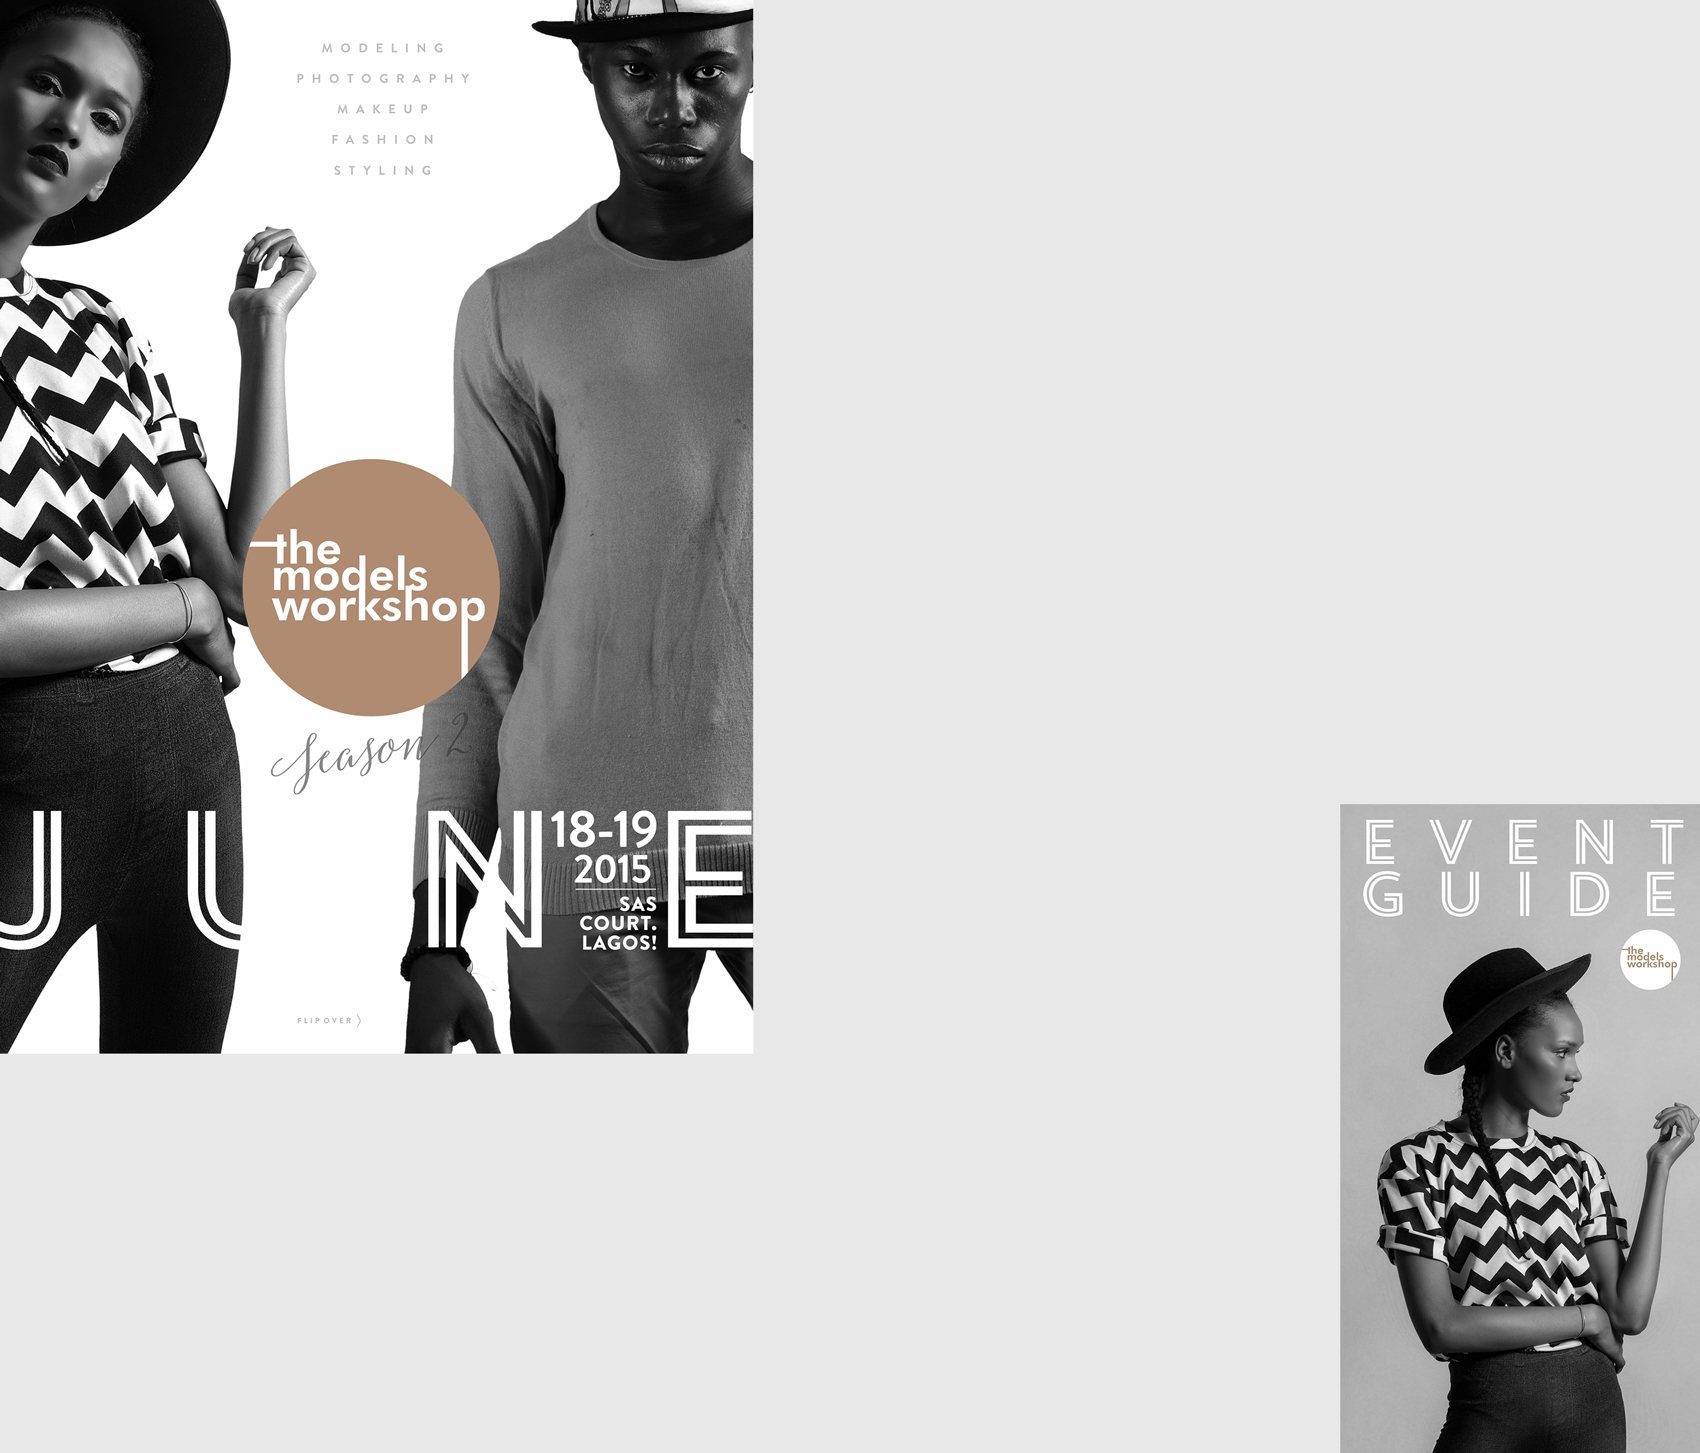 MODELING
PHOTOGRAPHY
MAKEUP
FASHION
STYLING
the
models
workshop
Season 2
JUNE
18-19
2015
SAS
COURT.
LAGOS!
FLIP OVER
EVENT
GUIDE
the
models
workshop